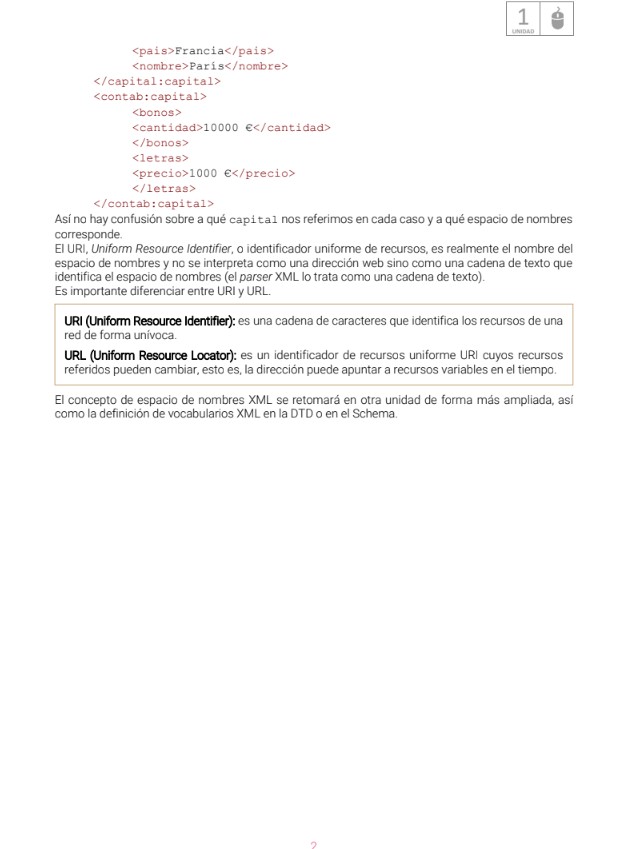 1
UNIDAD
<pais>Francia</pais>
<nombre>París</nombre>
</capital:capital>
<contab:capital>
<bonos>
<cantidad>10000 €</cantidad>
</bonos>
<letras>
<precio>1000 €</precio>
</letras>
</contab:capital>
Así no hay confusión sobre a qué capital nos referimos en cada caso y a qué espacio de nombres
corresponde.
El URI, Uniform Resource Identifier, o identificador uniforme de recursos, es realmente el nombre del
espacio de nombres y no se interpreta como una dirección web sino como una cadena de texto que
identifica el espacio de nombres (el parser XML lo trata como una cadena de texto).
Es importante diferenciar entre URI y URL.
URI (Uniform Resource Identifier): es una cadena de caracteres que identifica los recursos de una
red de forma unívoca.
URL (Uniform Resource Locator): es un identificador de recursos uniforme URI cuyos recursos
referidos pueden cambiar, esto es, la dirección puede apuntar a recursos variables en el tiempo.
El concepto de espacio de nombres XML se retomará en otra unidad de forma más ampliada, así
como la definición de vocabularios XML en la DTD o en el Schema.
2